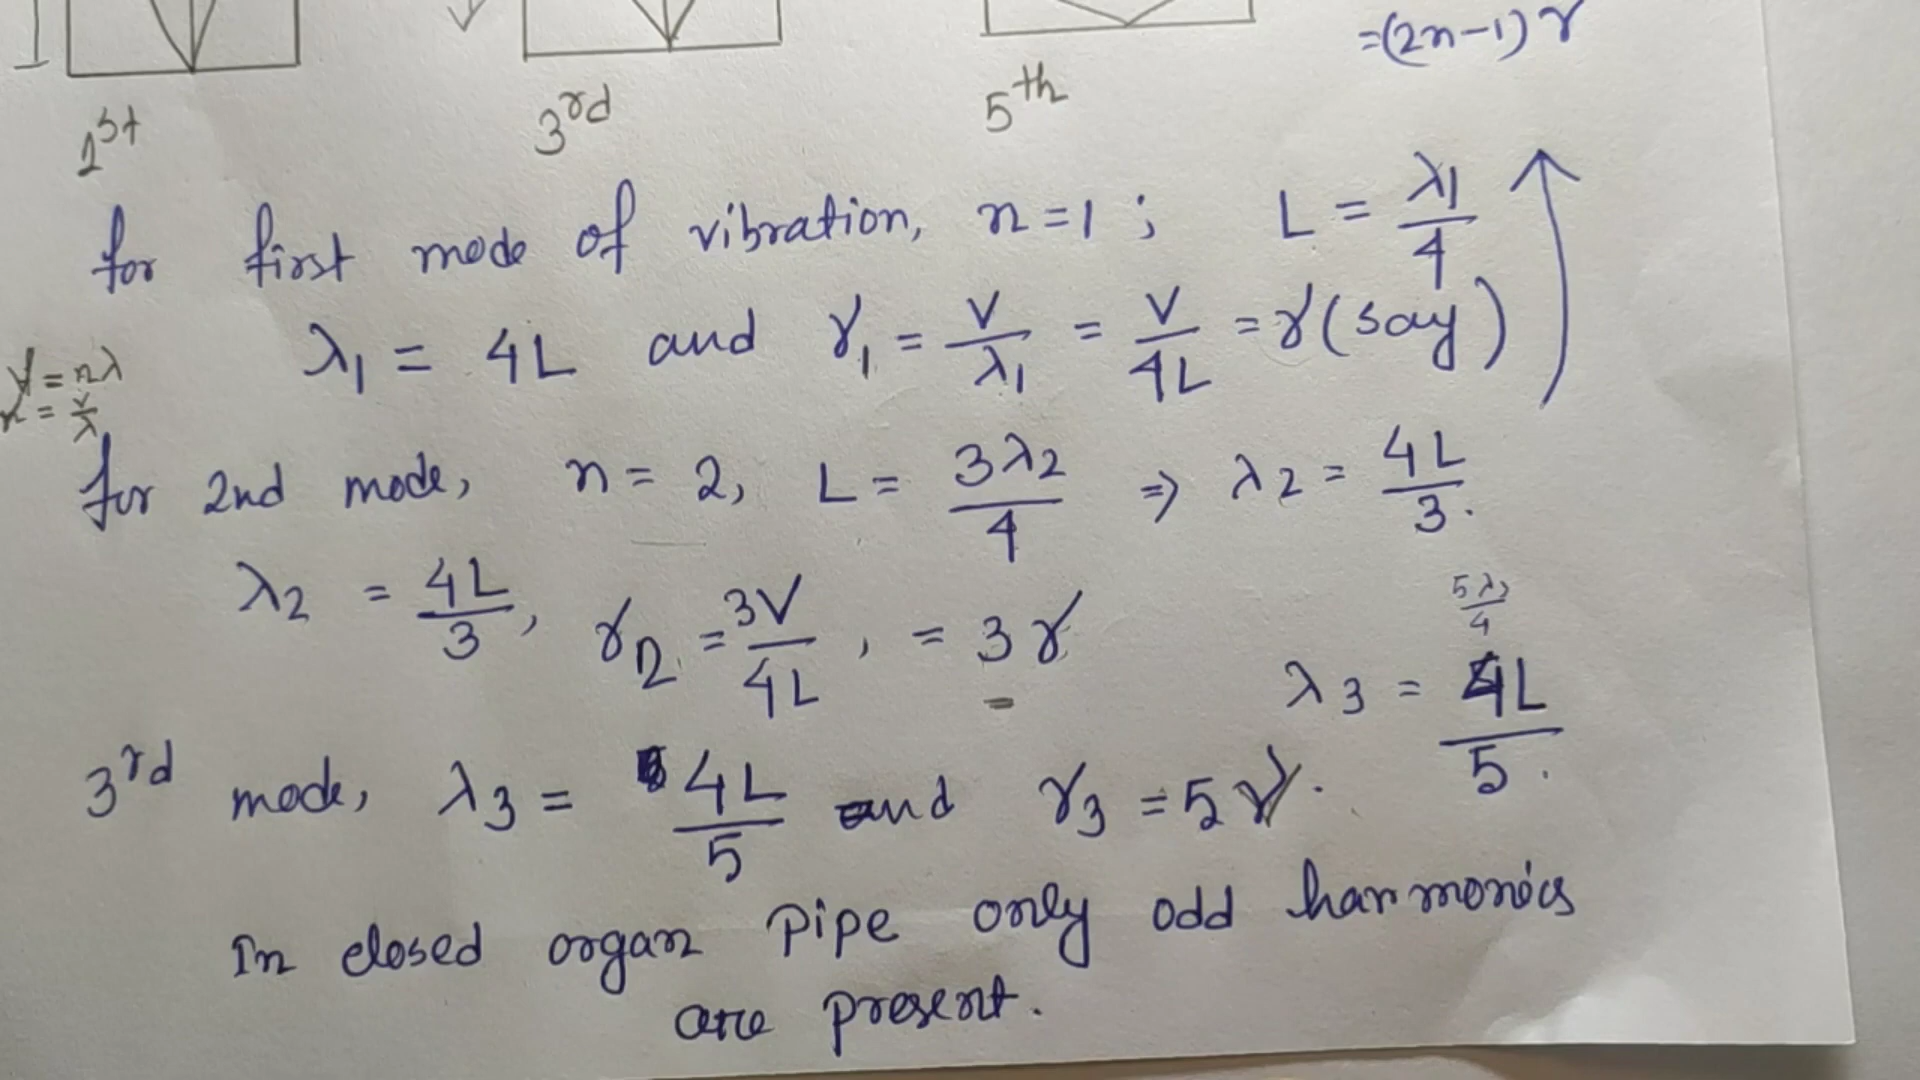 =(2n-1)γ
1st 3rd 5th
for first mode of vibration, n=1 ; L = λ1/4
λ1 = 4L and γ1 = V/λ1 = V/4L = γ(say)
V = nλ
n = V/λ
for 2nd mode, n = 2, L = 3λ2/4 ⇒ λ2 = 4L/3.
λ2 = 4L/3, γ2 = 3V/4L, = 3γ
5λ3/4
λ3 = 4L/5.
3rd mode, λ3 = 4L/5 and γ3 = 5γ.
In closed organ pipe only odd harmonics
are present.